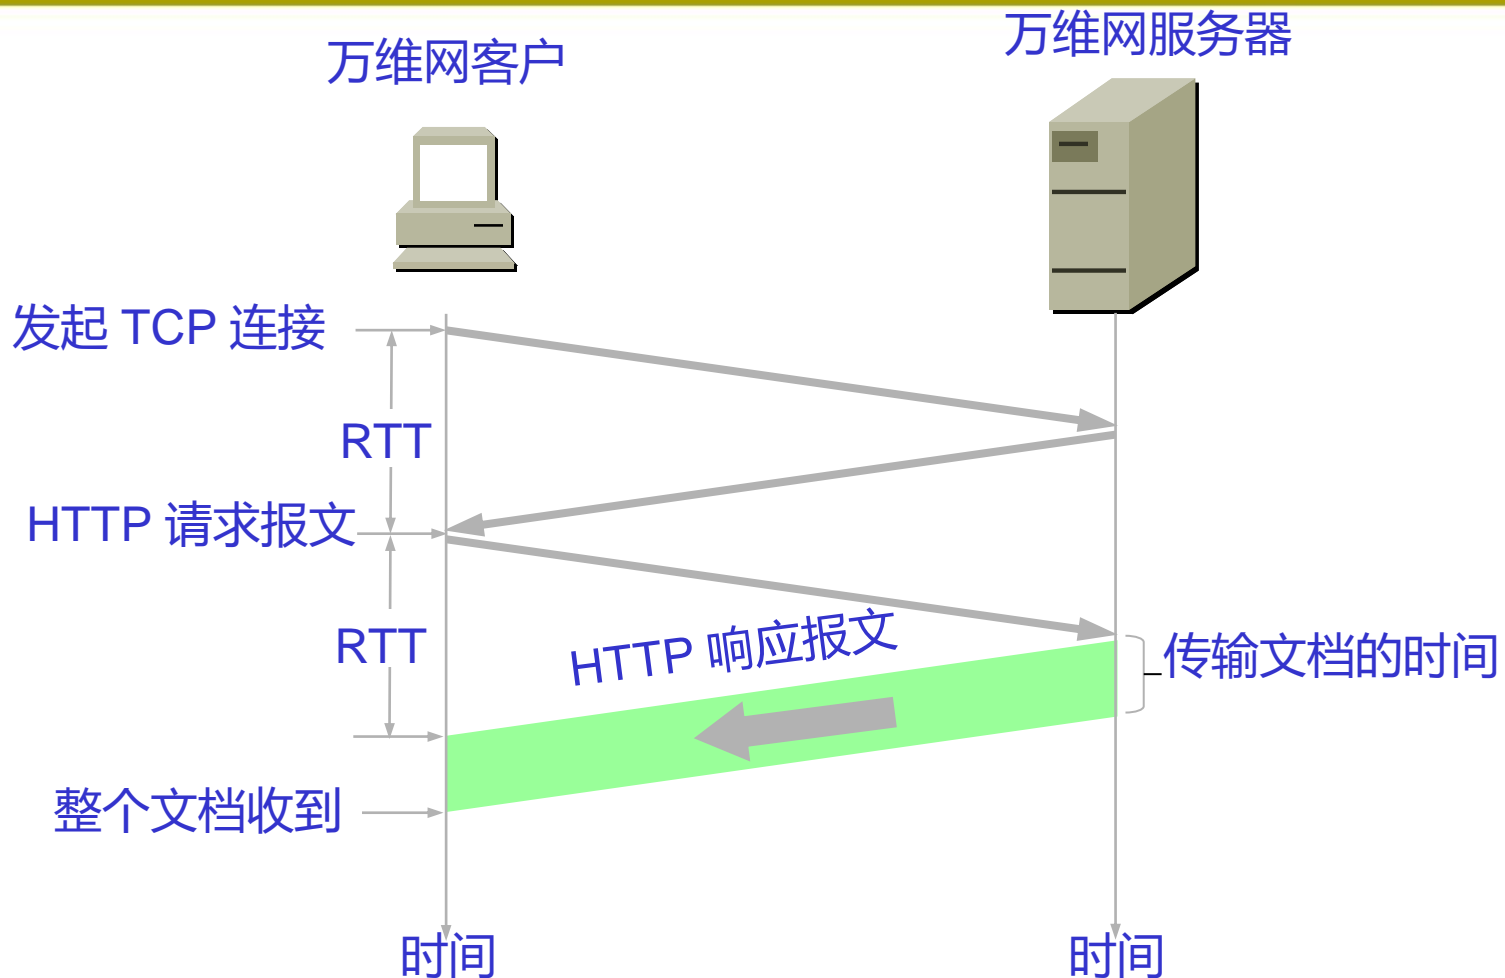 万维网客户
万维网服务器
发起 TCP 连接
RTT
HTTP 请求报文
RTT
HTTP 响应报文
传输文档的时间
整个文档收到
时间
时间